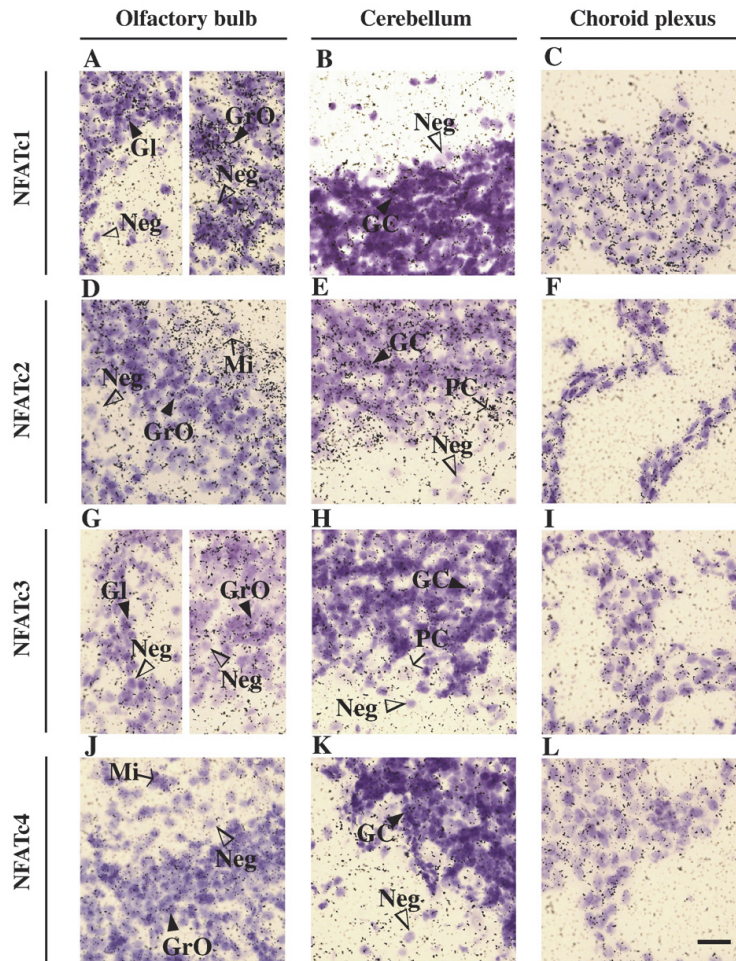 Olfactory bulb Cerebellum Choroid plexus
NFATc1
A B C
Gl
Neg
GrO
Neg
Neg
GC
NFATc2
D E F
Neg
Mi
GrO
GC
PC
Neg
NFATc3
G H I
Gl
Neg
GrO
Neg
GC
PC
Neg
NFATc4
J K L
Mi
Neg
GrO
GC
Neg